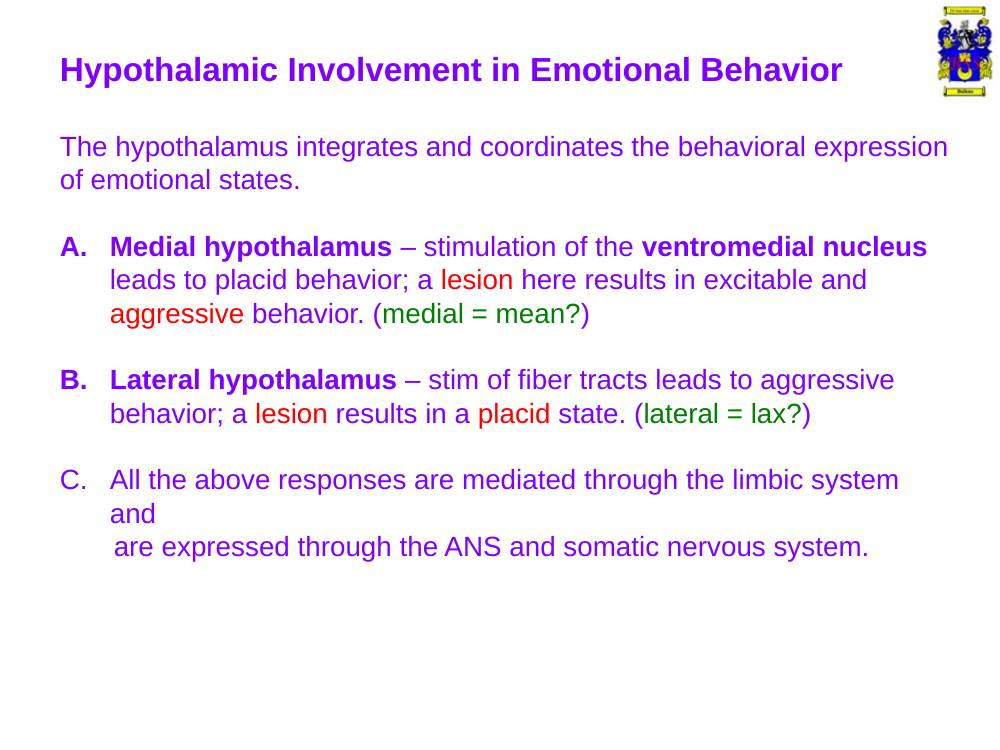 Hypothalamic Involvement in Emotional Behavior
The hypothalamus integrates and coordinates the behavioral expression
of emotional states.
A. Medial hypothalamus – stimulation of the ventromedial nucleus
leads to placid behavior; a lesion here results in excitable and
aggressive behavior. (medial = mean?)
B. Lateral hypothalamus – stim of fiber tracts leads to aggressive
behavior; a lesion results in a placid state. (lateral = lax?)
C. All the above responses are mediated through the limbic system
and
are expressed through the ANS and somatic nervous system.